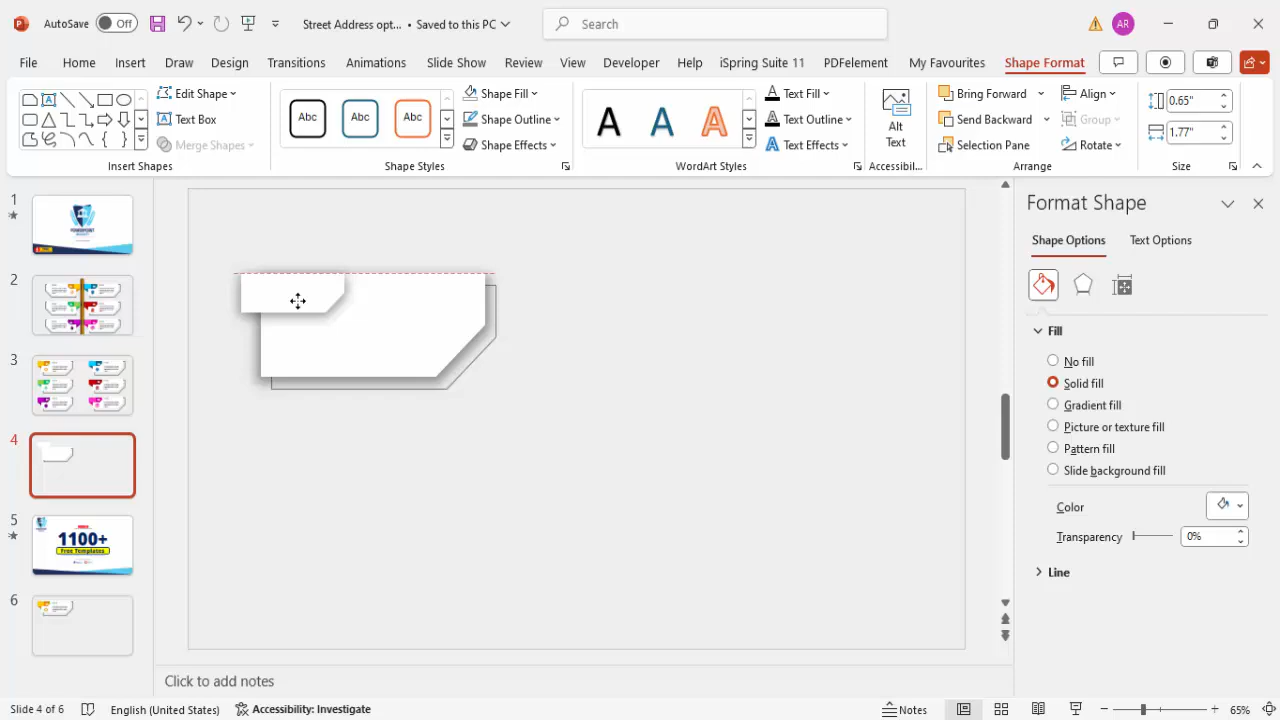 AutoSave Off Street Address opt... • Saved to this PC Search AR
File Home Insert Draw Design Transitions Animations Slide Show Review View Developer Help iSpring Suite 11 PDFelement My Favourites Shape Format
Edit Shape Text Box Merge Shapes Insert Shapes
Abc Abc Abc Shape Fill Shape Outline Shape Effects Shape Styles
A A A Text Fill Text Outline Text Effects WordArt Styles
Alt Text Accessibil...
Bring Forward Send Backward Selection Pane Align Group Rotate Arrange
0.65" 1.77" Size
1
2
3
4
5
1100+
Free Templates
6
Format Shape
Shape Options Text Options
Fill
No fill
Solid fill
Gradient fill
Picture or texture fill
Pattern fill
Slide background fill
Color
Transparency 0%
Line
Click to add notes
Slide 4 of 6 English (United States) Accessibility: Investigate Notes 65%